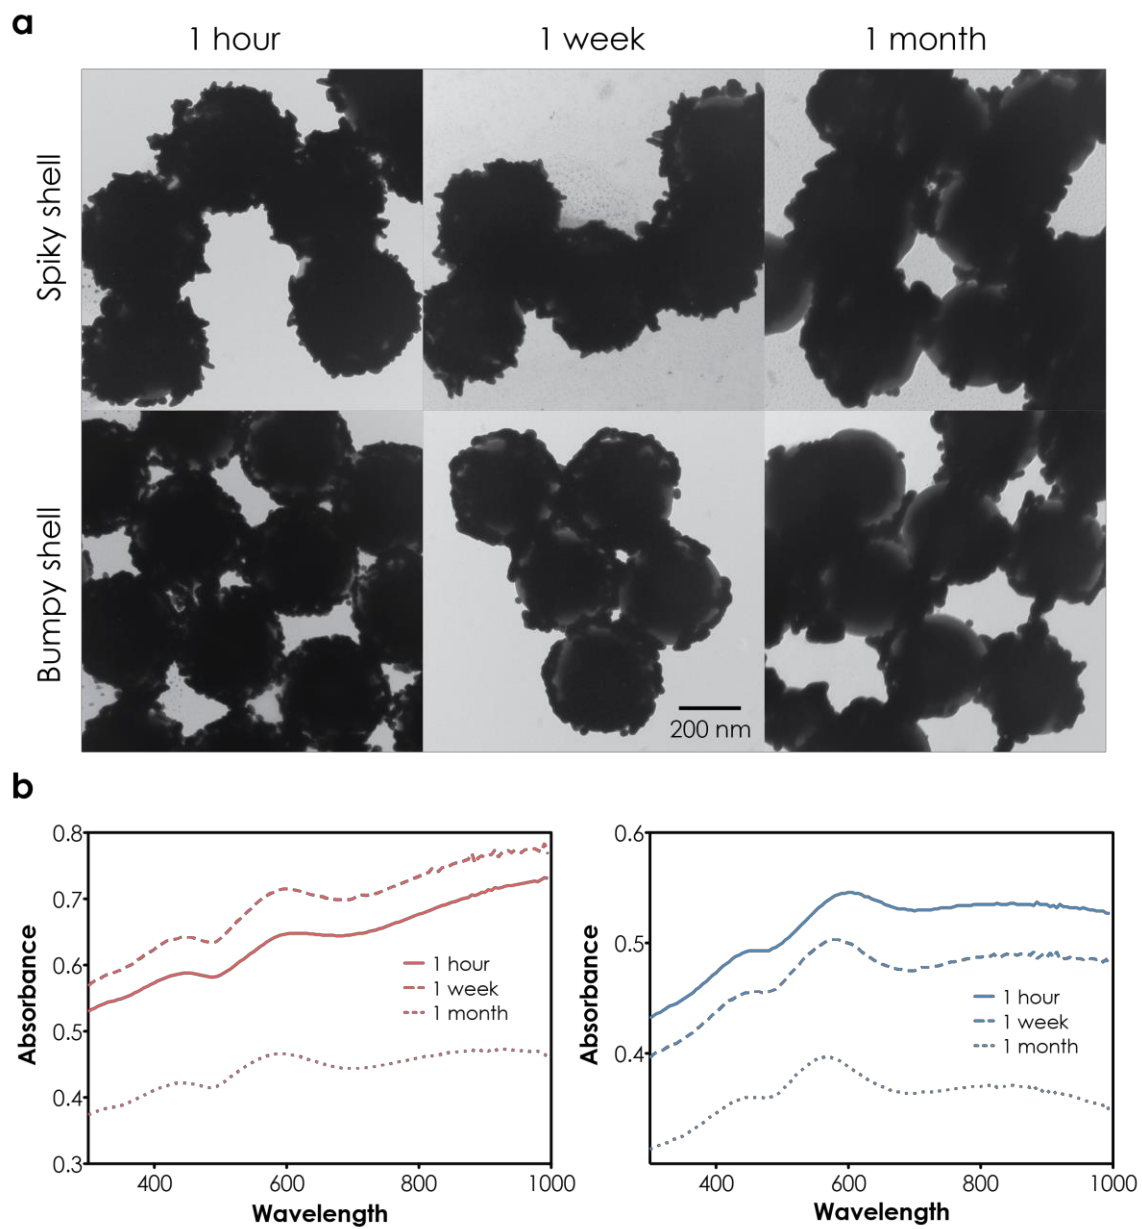 a
1 hour
1 week
1 month
Spiky shell
Bumpy shell
200 nm
b
0.8
0.7
0.6
0.5
0.4
0.3
Absorbance
400
600
800
1000
Wavelength
1 hour
1 week
1 month
0.6
0.5
0.4
Absorbance
400
600
800
1000
Wavelength
1 hour
1 week
1 month